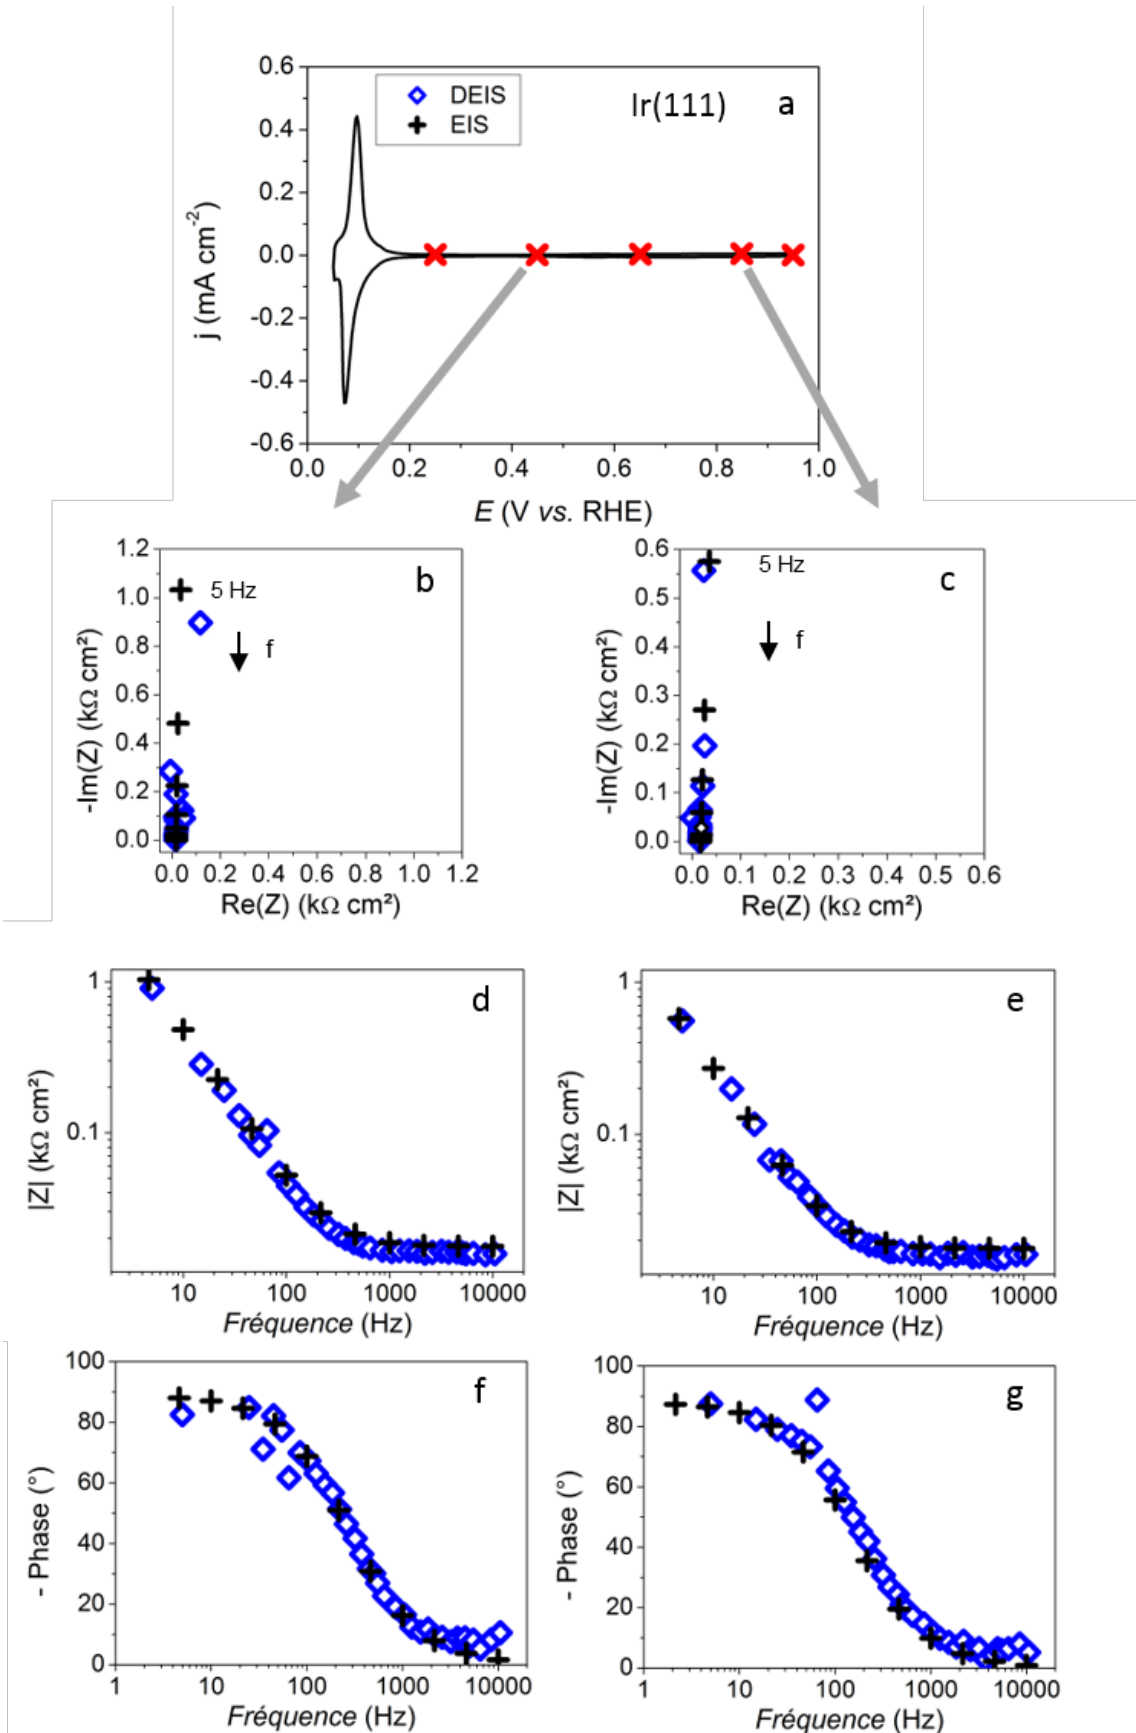 0.6
0.4
0.2
0.0
-0.2
-0.4
-0.6
j (mA cm⁻²)
DEIS
EIS
Ir(111)
a
0.0 0.2 0.4 0.6 0.8 1.0
E (V vs. RHE)
1.2
1.0
0.8
0.6
0.4
0.2
0.0
-Im(Z) (kΩ cm²)
b
5 Hz
f
0.0 0.2 0.4 0.6 0.8 1.0 1.2
Re(Z) (kΩ cm²)
0.6
0.5
0.4
0.3
0.2
0.1
0.0
-Im(Z) (kΩ cm²)
c
5 Hz
f
0.0 0.1 0.2 0.3 0.4 0.5 0.6
Re(Z) (kΩ cm²)
1
0.1
|Z| (kΩ cm²)
d
10 100 1000 10000
Fréquence (Hz)
1
0.1
|Z| (kΩ cm²)
e
10 100 1000 10000
Fréquence (Hz)
100
80
60
40
20
0
- Phase (°)
f
1 10 100 1000 10000
Fréquence (Hz)
100
80
60
40
20
0
- Phase (°)
g
1 10 100 1000 10000
Fréquence (Hz)